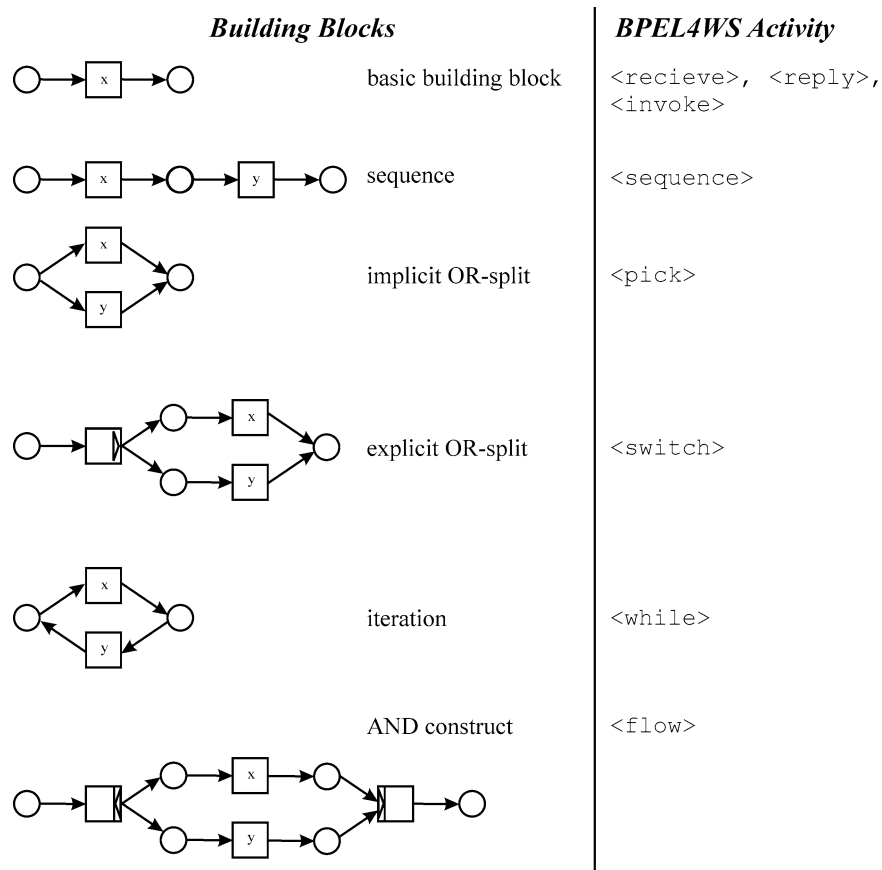 Building Blocks BPEL4WS Activity
x basic building block <recieve>, <reply>,
<invoke>
x y sequence <sequence>
x
implicit OR-split <pick>
y
x
explicit OR-split <switch>
y
x
iteration <while>
y
AND construct <flow>
x
y